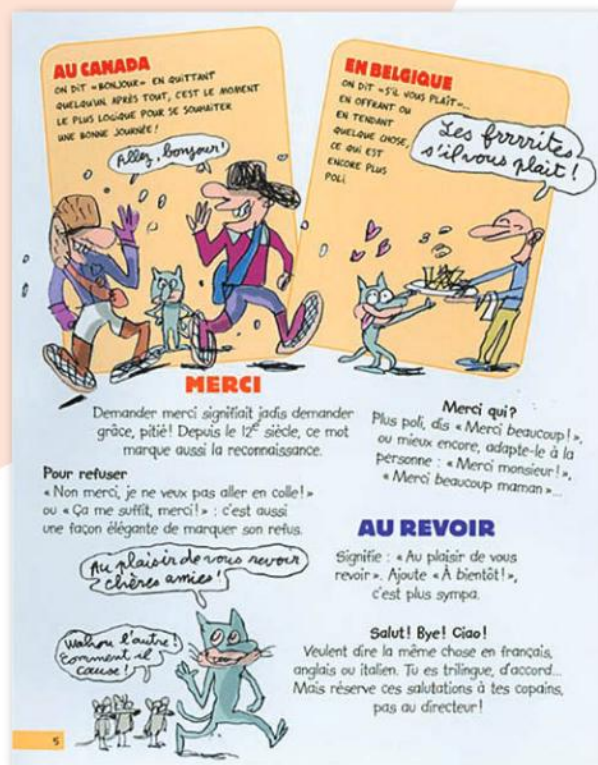 AU CANADA
ON DIT «BONJOUR» EN QUITTANT
QUELQU'UN. APRÈS TOUT, C'EST LE MOMENT
LE PLUS LOGIQUE POUR SE SOUHAITER
UNE BONNE JOURNÉE!
Allez, bonjour!
EN BELGIQUE
ON DIT «S'IL VOUS PLAÎT»...
EN OFFRANT OU
EN TENDANT
QUELQUE CHOSE,
CE QUI EST
ENCORE PLUS
POLI.
Les frrrrites,
s'il vous plait!
MERCI
Demander merci signifiait jadis demander
grâce, pitié! Depuis le 12e siècle, ce mot
marque aussi la reconnaissance.
Pour refuser
«Non merci, je ne veux pas aller en colle!»
ou «Ça me suffit, merci!» : c'est aussi
une façon élégante de marquer son refus.
Merci qui?
Plus poli, dis «Merci beaucoup!»,
ou mieux encore, adapte-le à la
personne : «Merci monsieur!»,
«Merci beaucoup maman»...
AU REVOIR
Signifie : «Au plaisir de vous
revoir». Ajoute «À bientôt!»,
c'est plus sympa.
Au plaisir de vous revoir
chères amies!
Wahou l'autre!
Comment il
cause!
Salut! Bye! Ciao!
Veulent dire la même chose en français,
anglais ou italien. Tu es trilingue, d'accord...
Mais réserve ces salutations à tes copains,
pas au directeur!
5